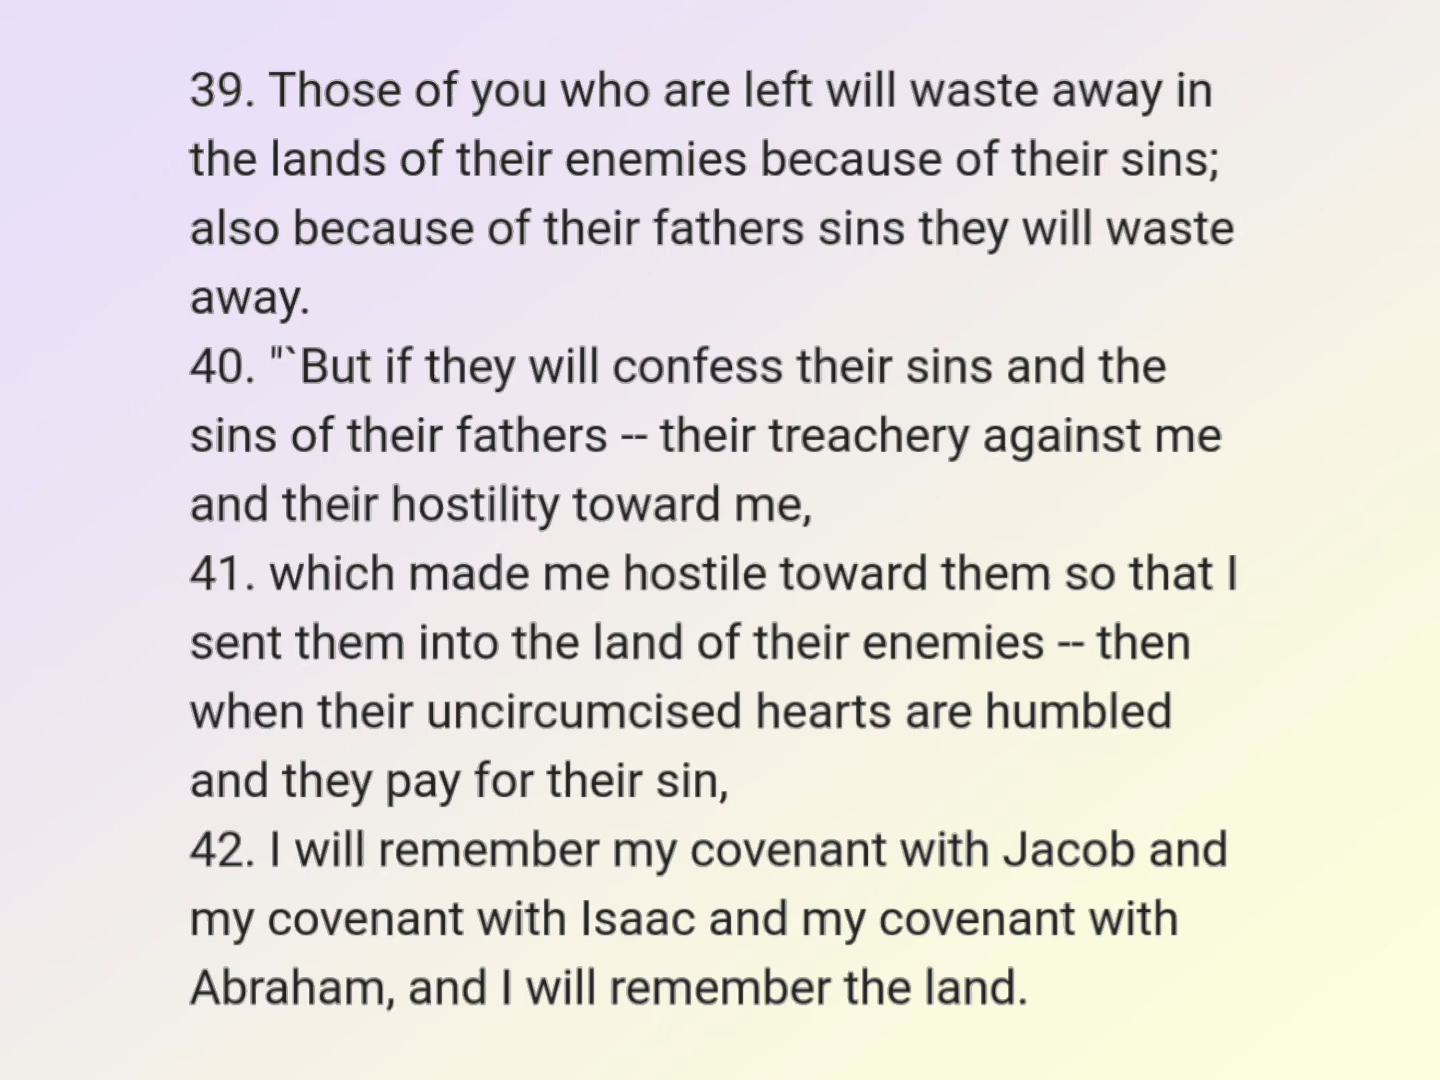 39. Those of you who are left will waste away in
the lands of their enemies because of their sins;
also because of their fathers sins they will waste
away.
40. "`But if they will confess their sins and the
sins of their fathers -- their treachery against me
and their hostility toward me,
41. which made me hostile toward them so that I
sent them into the land of their enemies -- then
when their uncircumcised hearts are humbled
and they pay for their sin,
42. I will remember my covenant with Jacob and
my covenant with Isaac and my covenant with
Abraham, and I will remember the land.